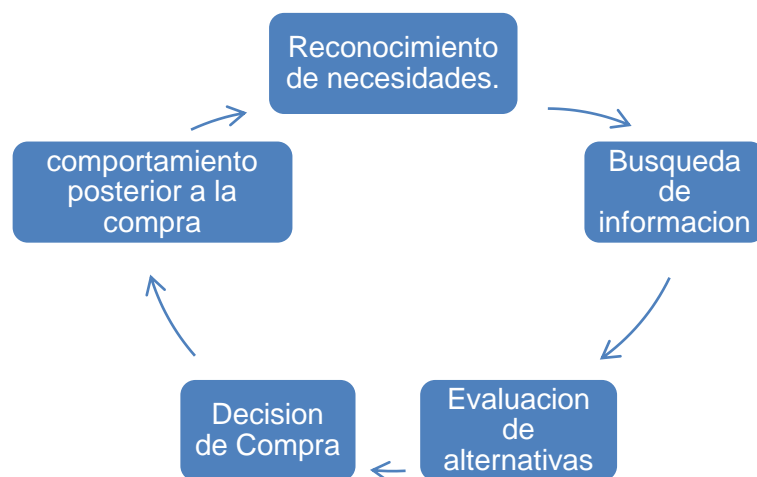 Reconocimiento
de necesidades.
Busqueda
de
informacion
Evaluacion
de
alternativas
Decision
de Compra
comportamiento
posterior a la
compra